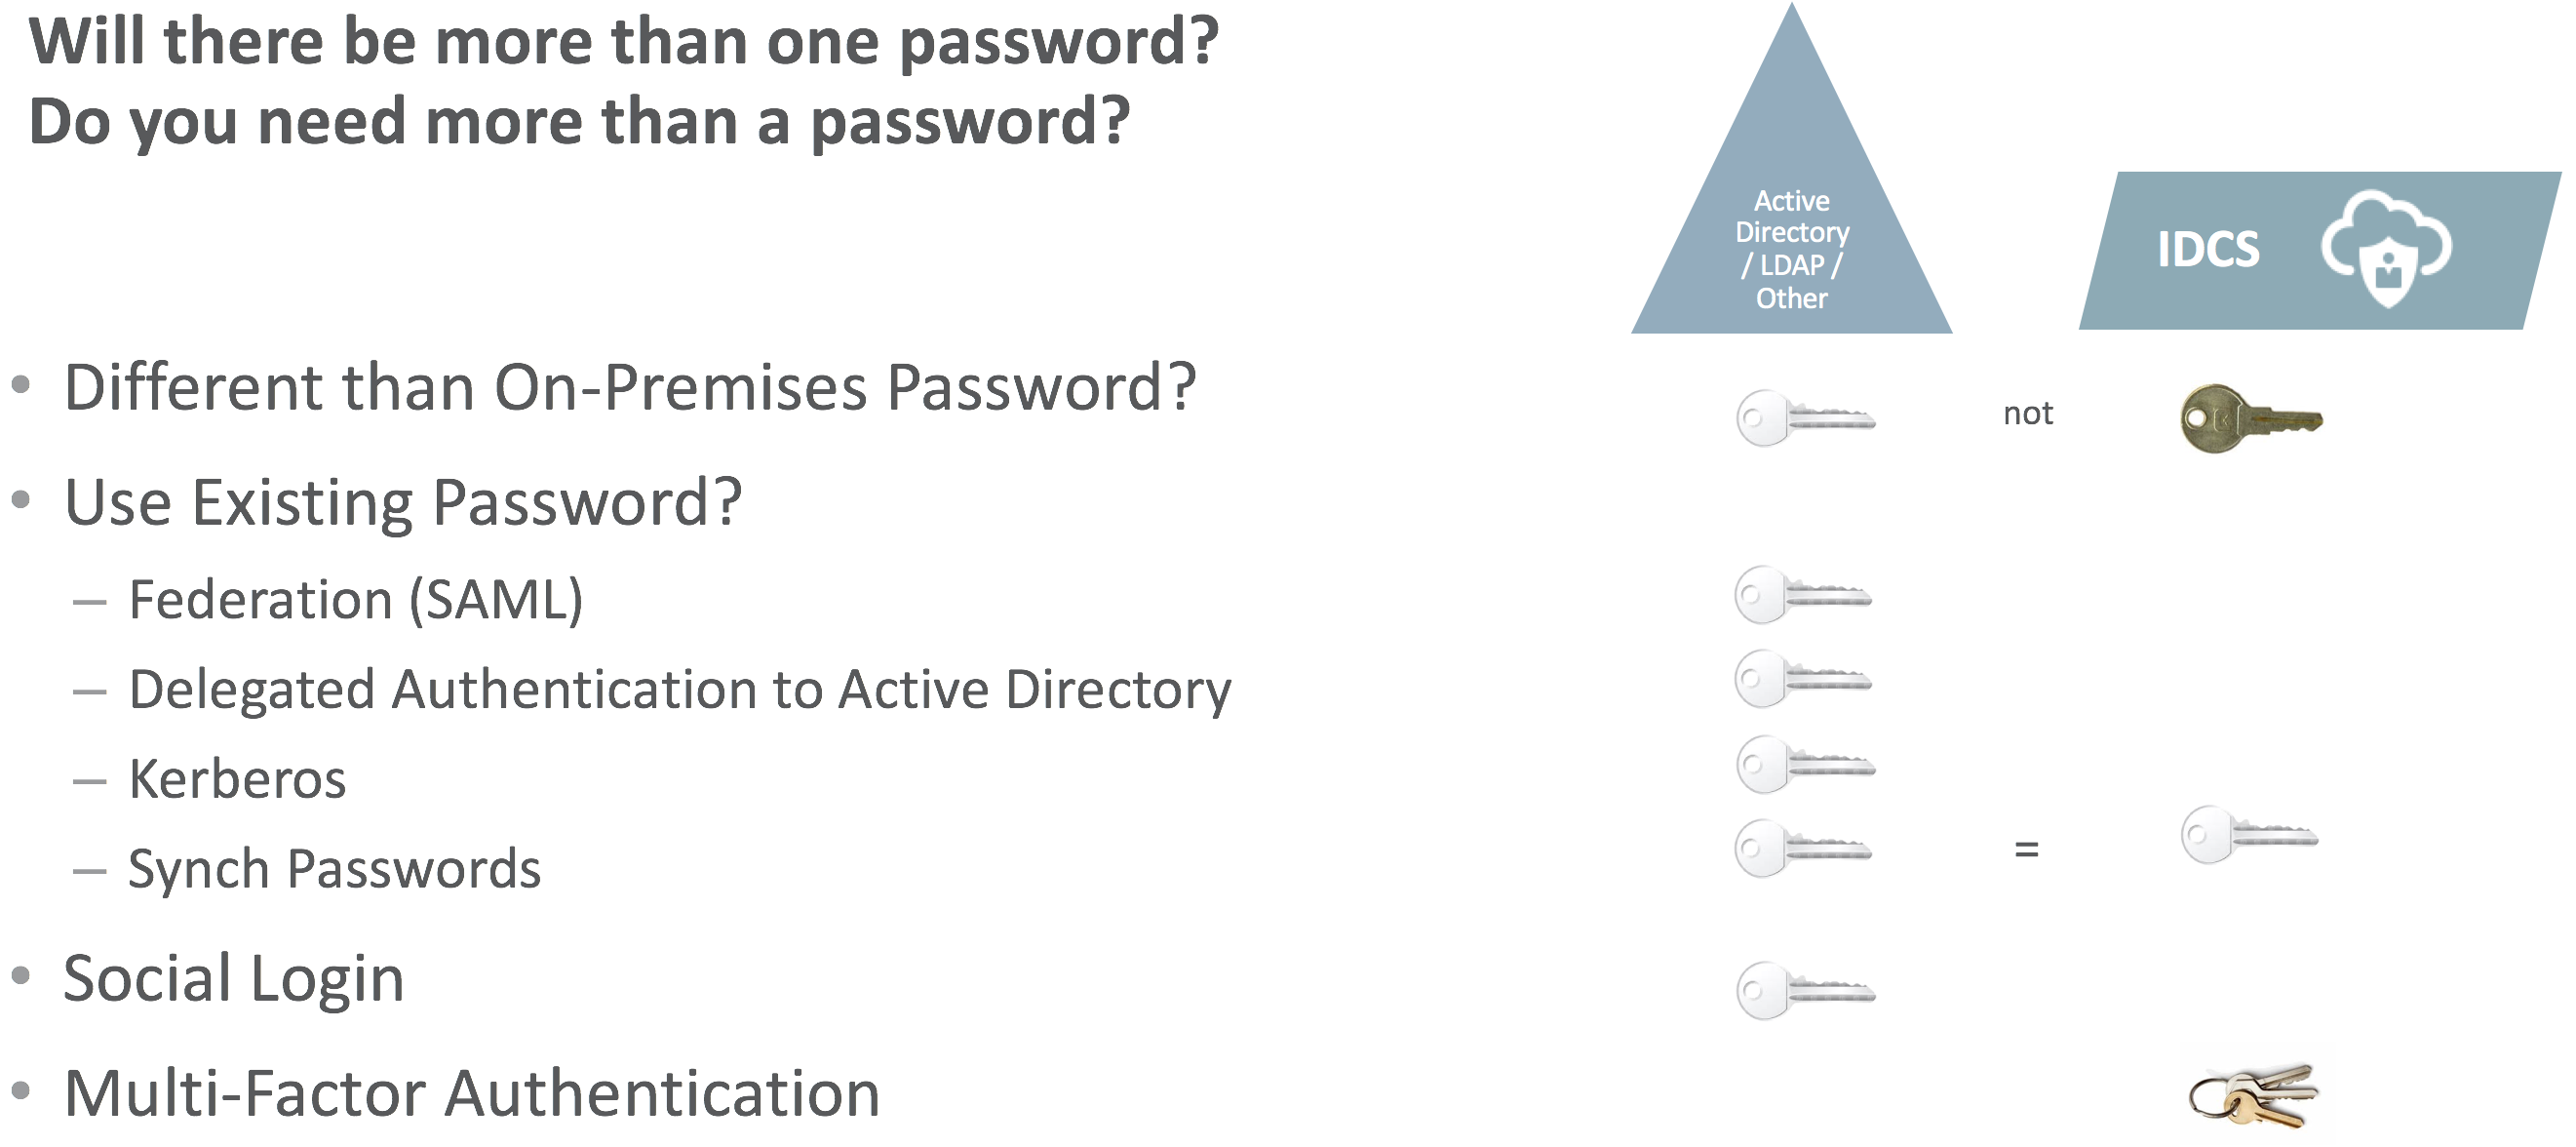 Will there be more than one password?
Do you need more than a password?
Active
Directory
/ LDAP /
Other
IDCS
• Different than On-Premises Password?
not
• Use Existing Password?
– Federation (SAML)
– Delegated Authentication to Active Directory
– Kerberos
– Synch Passwords
=
• Social Login
• Multi-Factor Authentication